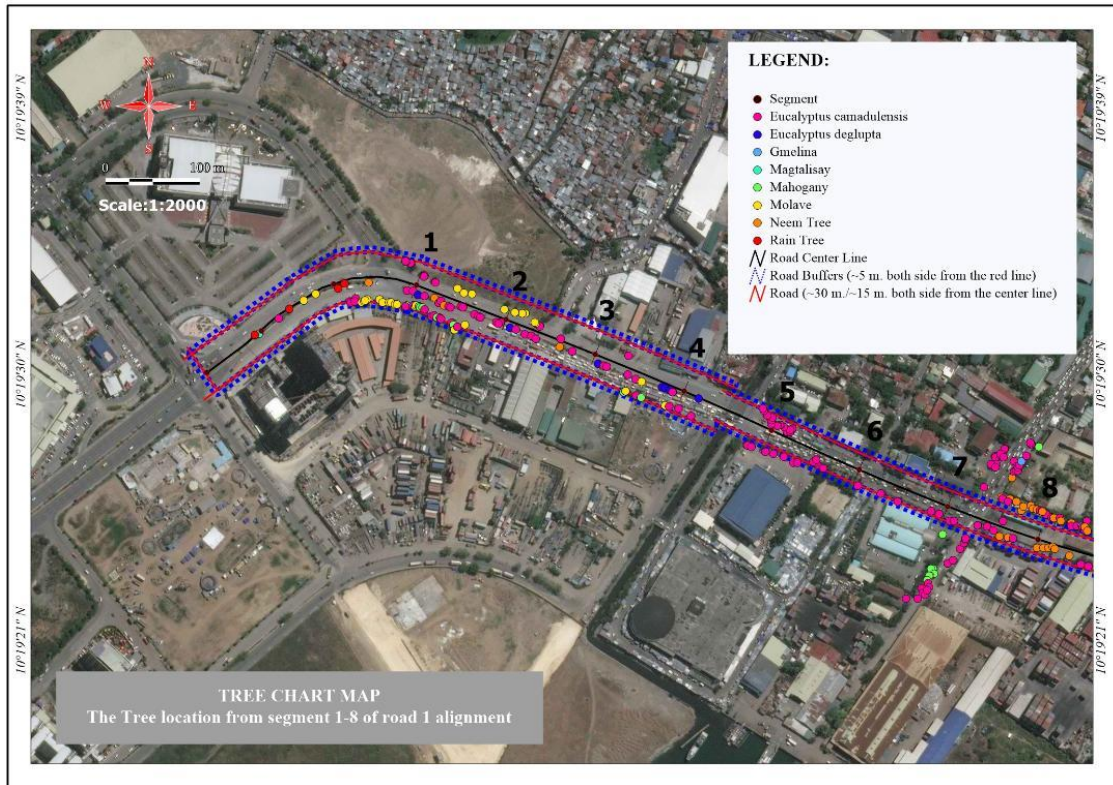 N
W E
S
0 100 m
Scale:1:2000
LEGEND:
Segment
Eucalyptus camadulensis
Eucalyptus deglupta
Gmelina
Magtalisay
Mahogany
Molave
Neem Tree
Rain Tree
Road Center Line
Road Buffers (~5 m. both side from the red line)
Road (~30 m./~15 m. both side from the center line)
10°19'39" N
10°19'39" N
1
2
3
4
5
6
7
8
10°19'30" N
10°19'30" N
10°19'21" N
10°19'21" N
TREE CHART MAP
The Tree location from segment 1-8 of road 1 alignment